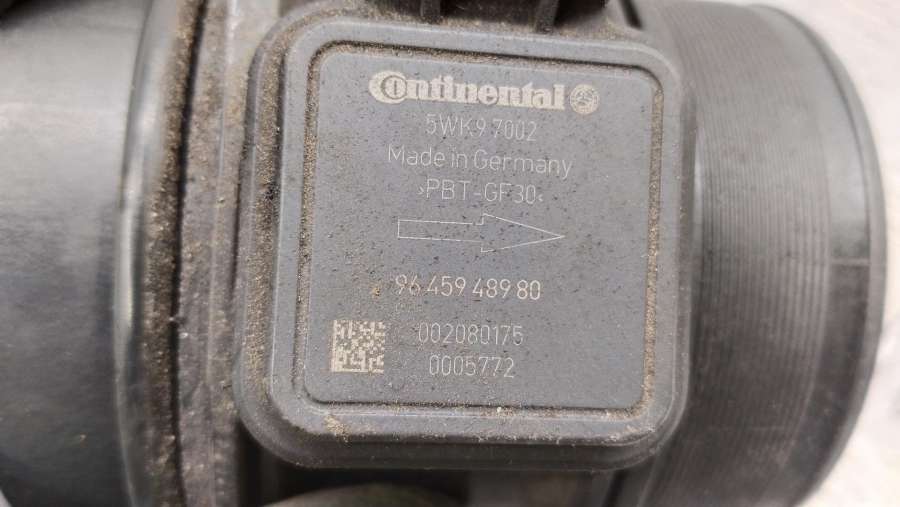 Continental
5WK9 7002
Made in Germany
>PBT-GF30<
96 459 489 80
002080175
0005772